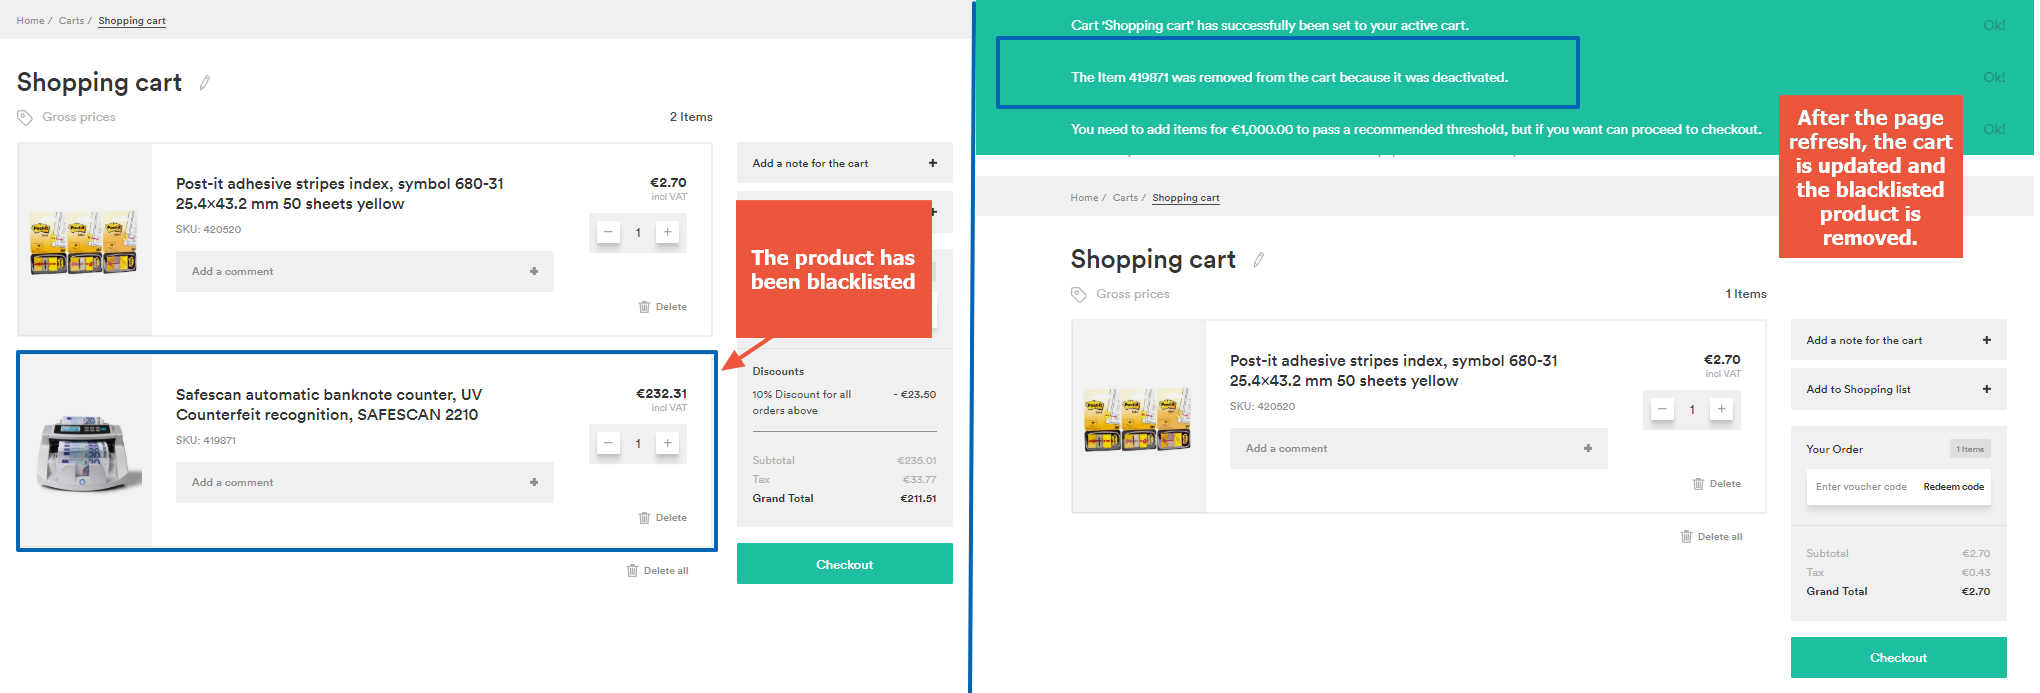 Home / Carts / Shopping cart
Shopping cart
Gross prices
2 Items
Post-it adhesive stripes index, symbol 680-31
25.4×43.2 mm 50 sheets yellow
SKU: 420520
€2.70
incl VAT
− 1 +
Add a comment +
Delete
Safescan automatic banknote counter, UV
Counterfeit recognition, SAFESCAN 2210
SKU: 419871
€232.31
incl VAT
− 1 +
Add a comment +
Delete
Delete all
Add a note for the cart +
+
The product has
been blacklisted
Discounts
10% Discount for all
orders above
- €23.50
Subtotal €235.01
Tax €33.77
Grand Total €211.51
Checkout
Cart 'Shopping cart' has successfully been set to your active cart. Ok!
The Item 419871 was removed from the cart because it was deactivated. Ok!
You need to add items for €1,000.00 to pass a recommended threshold, but if you want can proceed to checkout. Ok!
After the page
refresh, the cart
is updated and
the blacklisted
product is
removed.
Home / Carts / Shopping cart
Shopping cart
Gross prices
1 Items
Post-it adhesive stripes index, symbol 680-31
25.4×43.2 mm 50 sheets yellow
SKU: 420520
€2.70
incl VAT
− 1 +
Add a comment +
Delete
Delete all
Add a note for the cart +
Add to Shopping list +
Your Order 1 Items
Enter voucher code Redeem code
Subtotal €2.70
Tax €0.43
Grand Total €2.70
Checkout